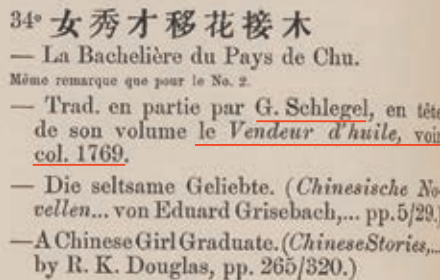 34° 女秀才移花接木
— La Bachelière du Pays de Chu.
Même remarque que pour le No. 2.
— Trad. en partie par G. Schlegel, en tête
de son volume le Vendeur d'huile, voir
col. 1769.
— Die seltsame Geliebte. (Chinesische No-
vellen... von Eduard Grisebach,... pp. 5/29.)
— A Chinese Girl Graduate. (Chinese Stories,...
by R. K. Douglas, pp. 265/320.)